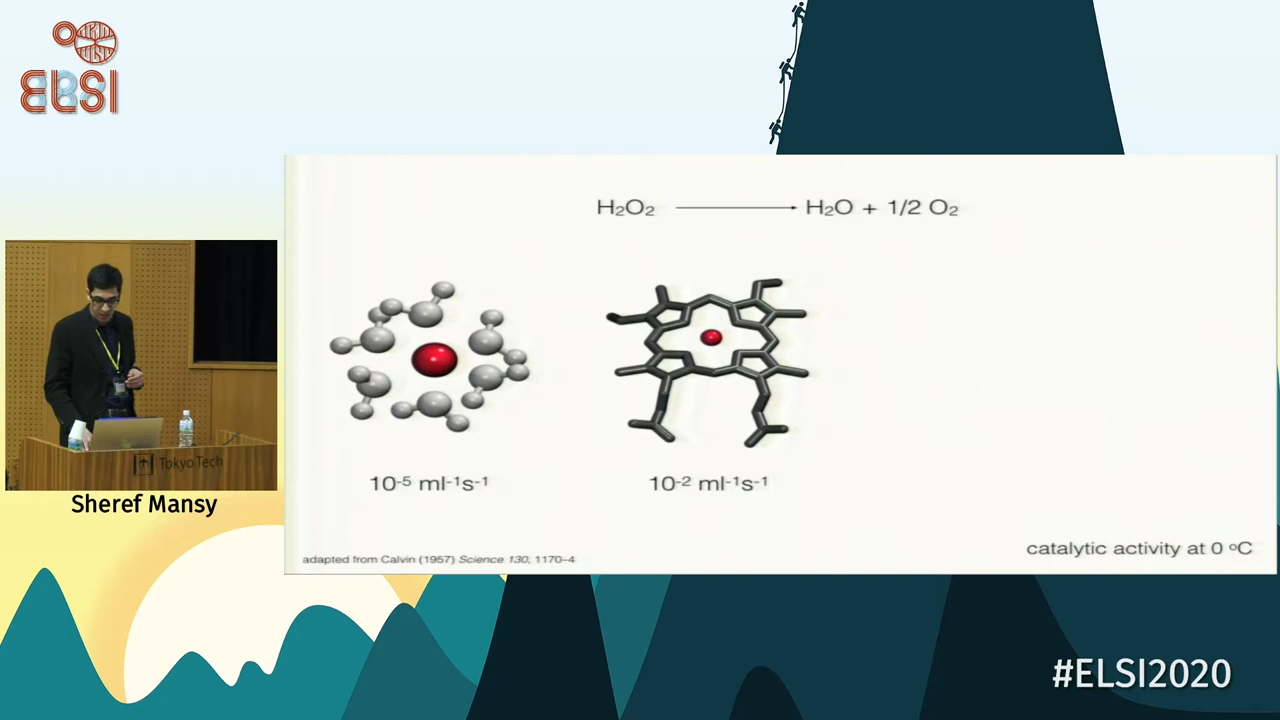 ELSI
H₂O₂ → H₂O + 1/2 O₂
10⁻⁵ ml⁻¹s⁻¹
10⁻² ml⁻¹s⁻¹
adapted from Calvin (1957) Science 130, 1170–4
catalytic activity at 0 ºC
Tokyo Tech
Sheref Mansy
#ELSI2020